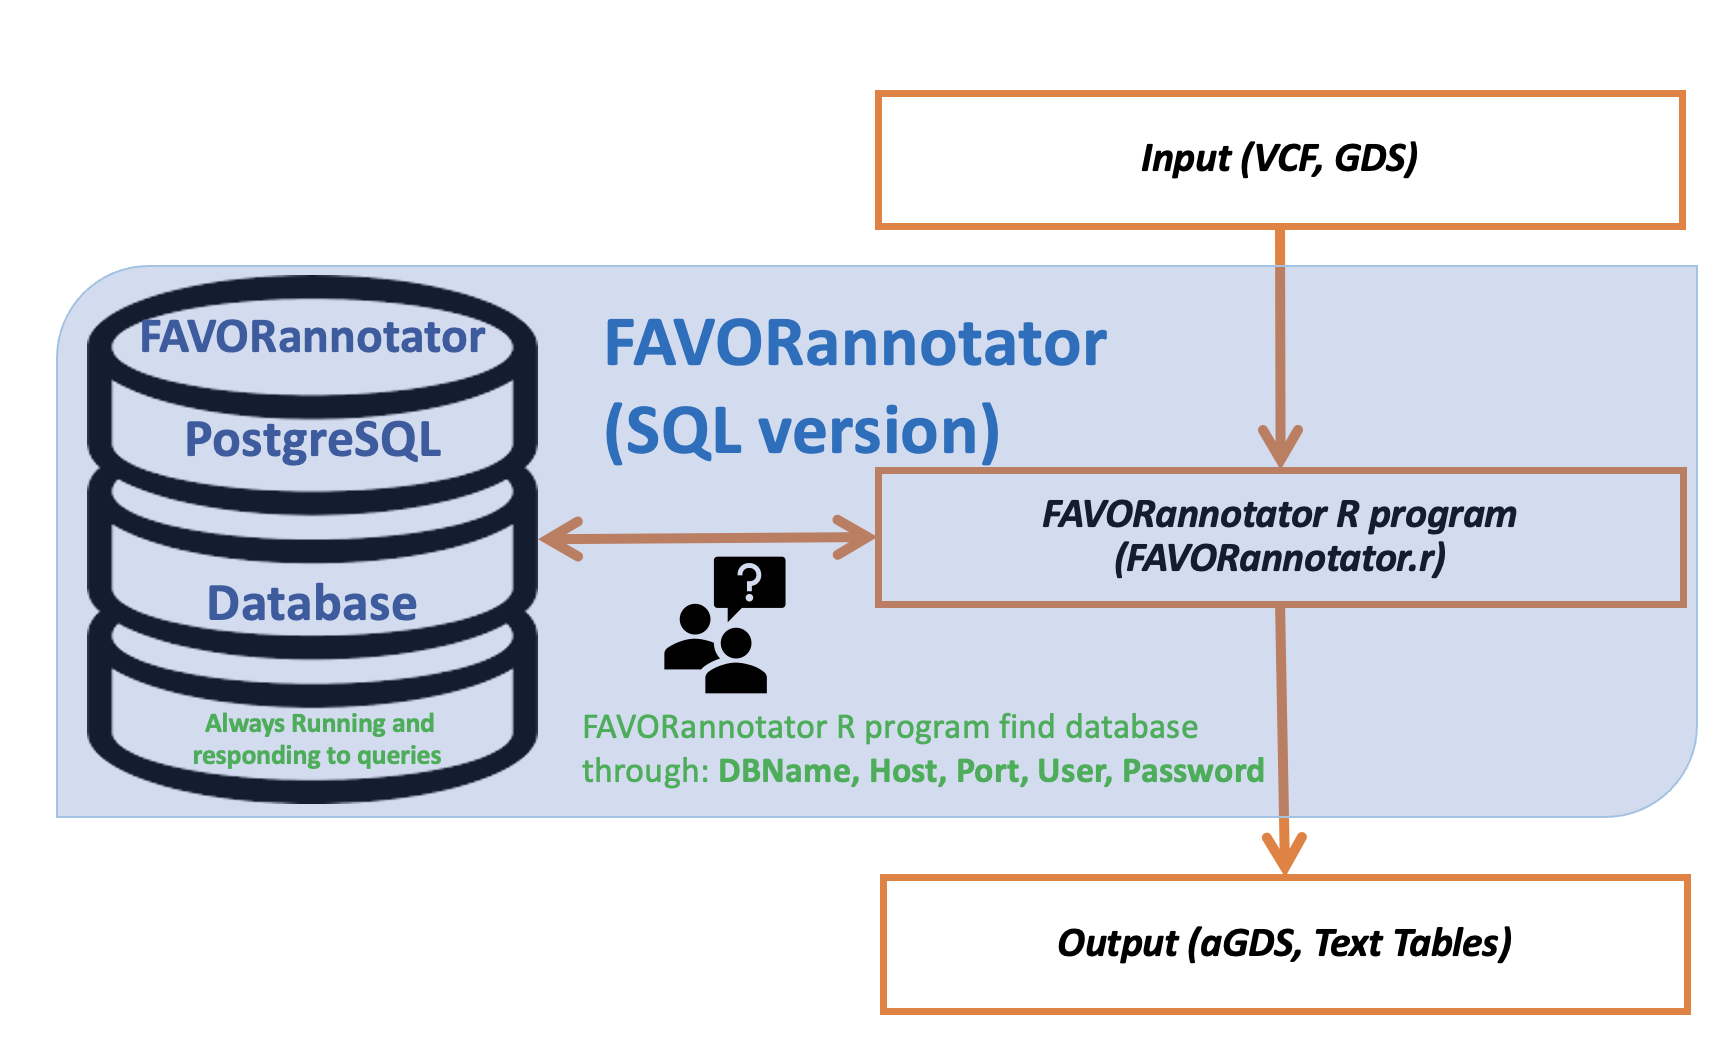 Input (VCF, GDS)
FAVORannotator
PostgreSQL
Database
Always Running and
responding to queries
FAVORannotator
(SQL version)
FAVORannotator R program
(FAVORannotator.r)
?
FAVORannotator R program find database
through: DBName, Host, Port, User, Password
Output (aGDS, Text Tables)